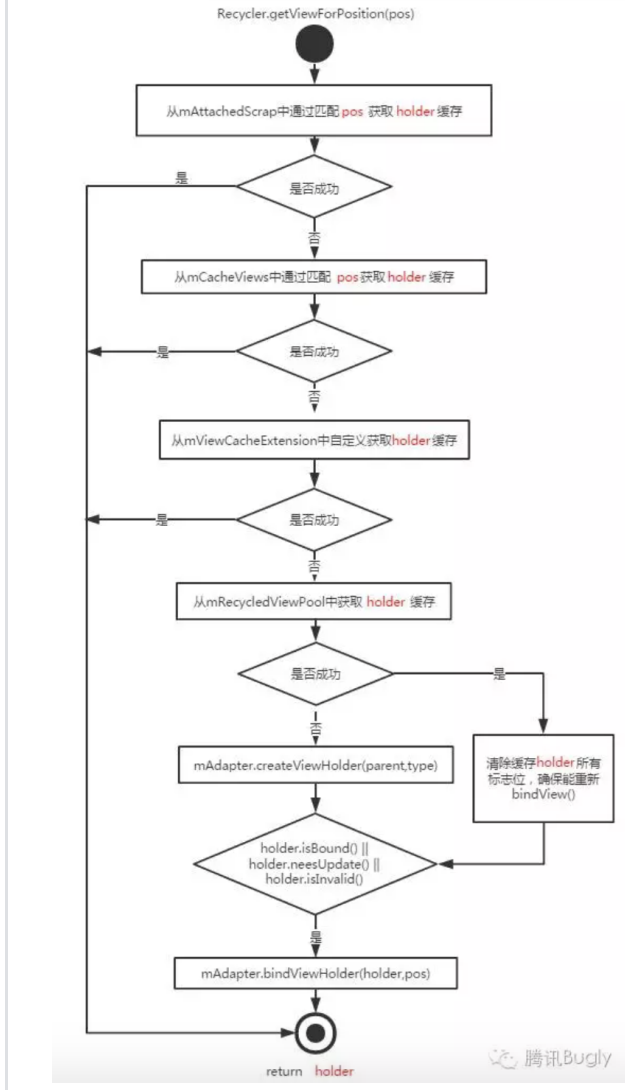 Recycler.getViewForPosition(pos)
从mAttachedScrap中通过匹配 pos 获取 holder 缓存
是
是否成功
否
从mCacheViews中通过匹配 pos获取holder 缓存
是
是否成功
否
从mViewCacheExtension中自定义获取holder缓存
是
是否成功
否
从mRecycledViewPool中获取 holder 缓存
是否成功
是
否
mAdapter.createViewHolder(parent,type)
清除缓存holder所有
标志位，确保能重新
bindView()
holder.isBound() ||
holder.neesUpdate() ||
holder.isInvalid()
是
mAdapter.bindViewHolder(holder,pos)
return holder
腾讯Bugly